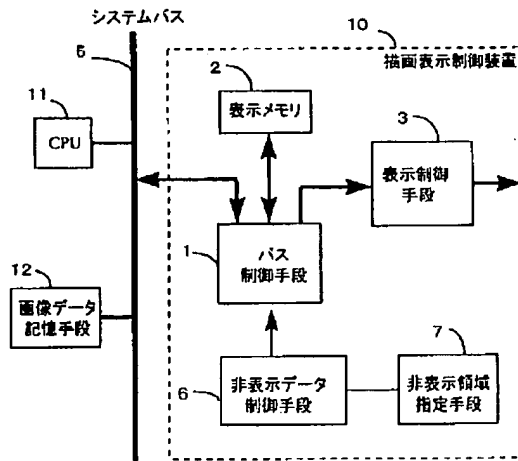 システムバス
5
10
描画表示制御装置
2
表示メモリ
11
CPU
3
表示制御
手段
1
バス
制御手段
12
画像データ
記憶手段
6
非表示データ
制御手段
7
非表示領域
指定手段